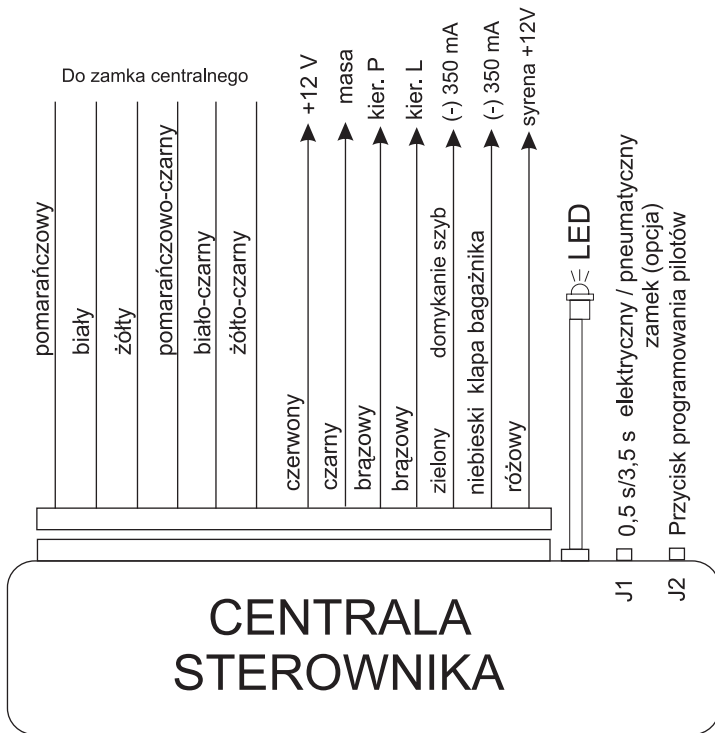 Do zamka centralnego
pomarańczowy
biały
żółty
pomarańczowo-czarny
biało-czarny
żółto-czarny
czerwony
+12 V
czarny
masa
brązowy
kier. P
brązowy
kier. L
zielony
domykanie szyb
(-) 350 mA
niebieski
klapa bagażnika
(-) 350 mA
różowy
syrena +12V
LED
J1
0,5 s/3,5 s elektryczny / pneumatyczny
zamek (opcja)
J2
Przycisk programowania pilotów
CENTRALA
STEROWNIKA